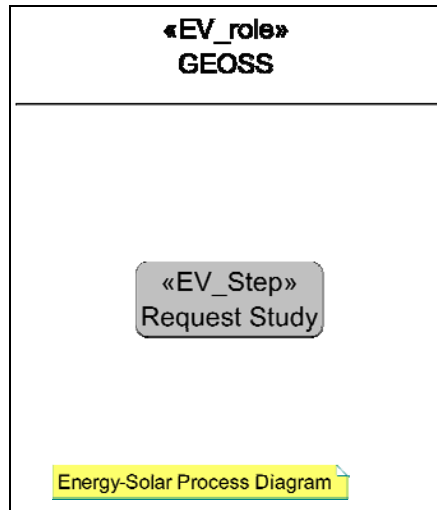 «EV_role»
GEOSS
«EV_Step»
Request Study
Energy-Solar Process Diagram